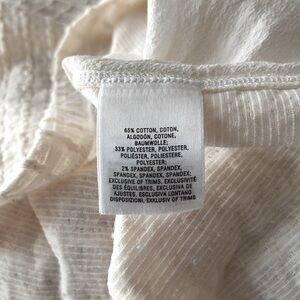 65% COTTON, COTON,
ALGODÓN, COTONE,
BAUMWOLLE;
33% POLYESTER, POLYESTER,
POLIÉSTER, POLIESTERE,
POLYESTER;
2% SPANDEX, SPANDEX,
SPANDEX, SPANDEX, SPANDEX;
EXCLUSIVE OF TRIMS. EXCLUSIVITÉ
DES ÉQUILIBRES, EXCLUSIVA DE
AJUSTES, ESCLUSIVA LONTANO
DISPOSIZIONI, EXKLUSIV OF TRIMS